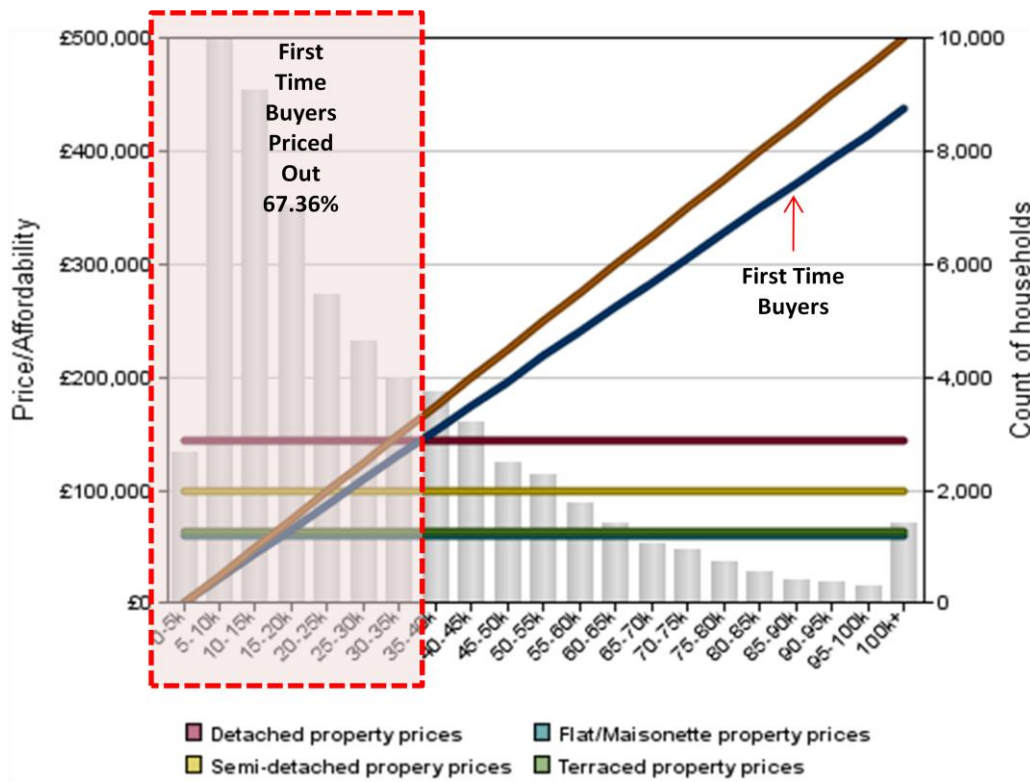 £500,000
£400,000
£300,000
£200,000
£100,000
£0
Price/Affordability
First
Time
Buyers
Priced
Out
67.36%
First Time
Buyers
10,000
8,000
6,000
4,000
2,000
0
Count of households
0-5k
5-10k
10-15k
15-20k
20-25k
25-30k
30-35k
35-40k
40-45k
45-50k
50-55k
55-60k
60-65k
65-70k
70-75k
75-80k
80-85k
85-90k
90-95k
95-100k
100k+
Detached property prices
Flat/Maisonette property prices
Semi-detached propery prices
Terraced property prices